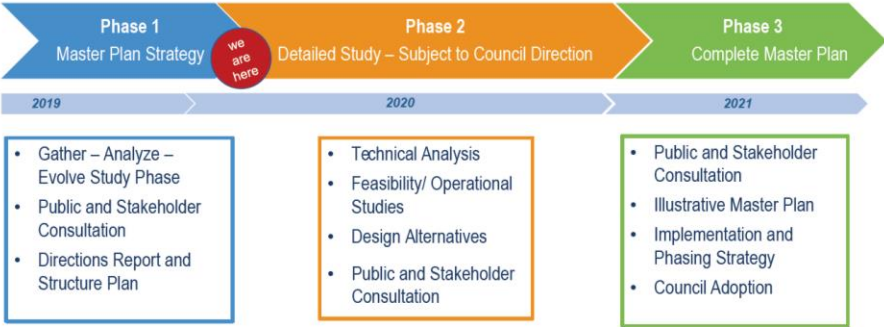 Phase 1
Master Plan Strategy
we
are
here
Phase 2
Detailed Study – Subject to Council Direction
Phase 3
Complete Master Plan
2019
2020
2021
• Gather – Analyze –
Evolve Study Phase
• Public and Stakeholder
Consultation
• Directions Report and
Structure Plan
• Technical Analysis
• Feasibility/ Operational
Studies
• Design Alternatives
• Public and Stakeholder
Consultation
• Public and Stakeholder
Consultation
• Illustrative Master Plan
• Implementation and
Phasing Strategy
• Council Adoption